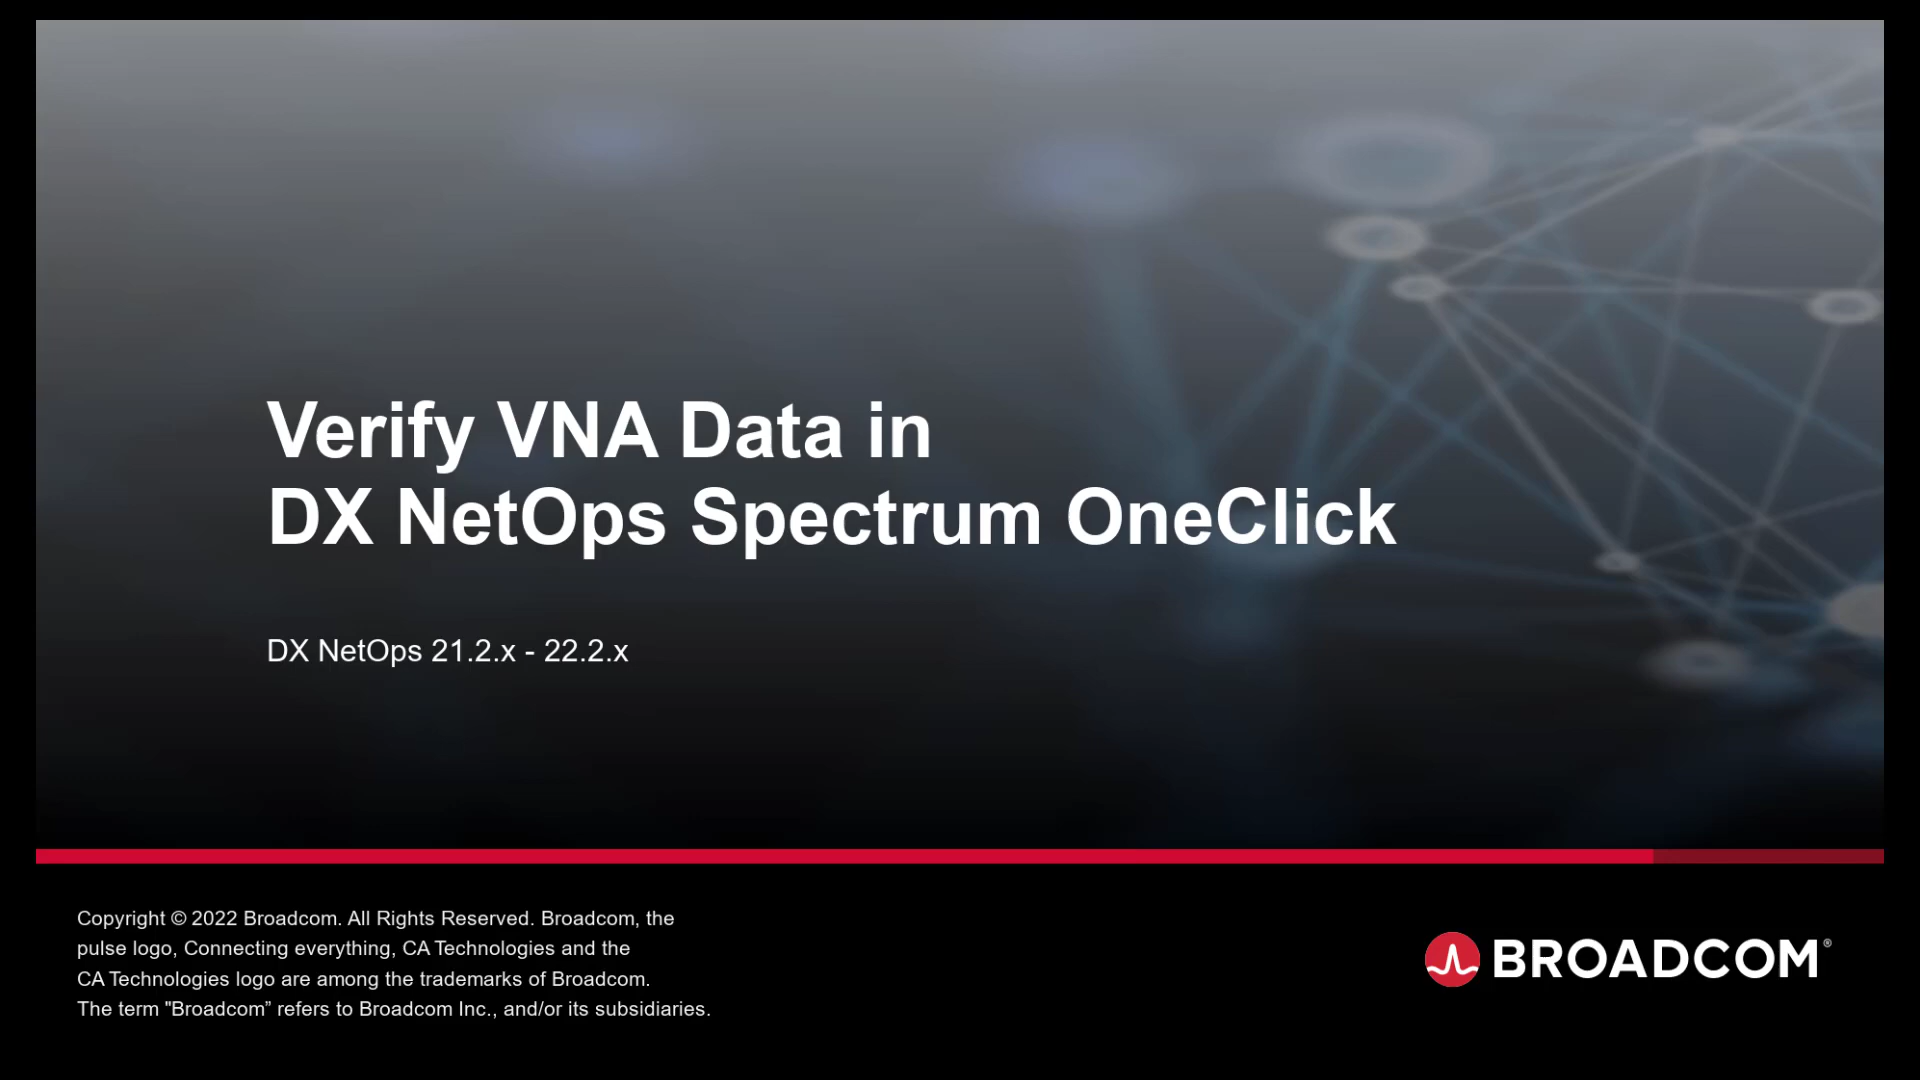 Verify VNA Data in
DX NetOps Spectrum OneClick
DX NetOps 21.2.x - 22.2.x
Copyright © 2022 Broadcom. All Rights Reserved. Broadcom, the
pulse logo, Connecting everything, CA Technologies and the
CA Technologies logo are among the trademarks of Broadcom.
The term "Broadcom” refers to Broadcom Inc., and/or its subsidiaries.
BROADCOM®